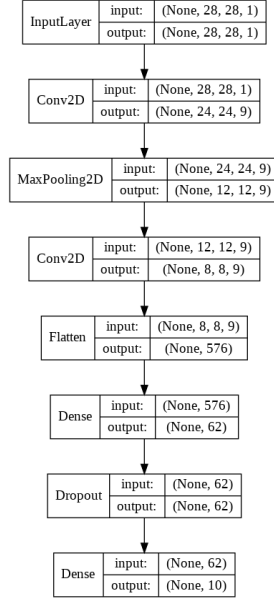 InputLayer input: (None, 28, 28, 1)
output: (None, 28, 28, 1)
Conv2D input: (None, 28, 28, 1)
output: (None, 24, 24, 9)
MaxPooling2D input: (None, 24, 24, 9)
output: (None, 12, 12, 9)
Conv2D input: (None, 12, 12, 9)
output: (None, 8, 8, 9)
Flatten input: (None, 8, 8, 9)
output: (None, 576)
Dense input: (None, 576)
output: (None, 62)
Dropout input: (None, 62)
output: (None, 62)
Dense input: (None, 62)
output: (None, 10)